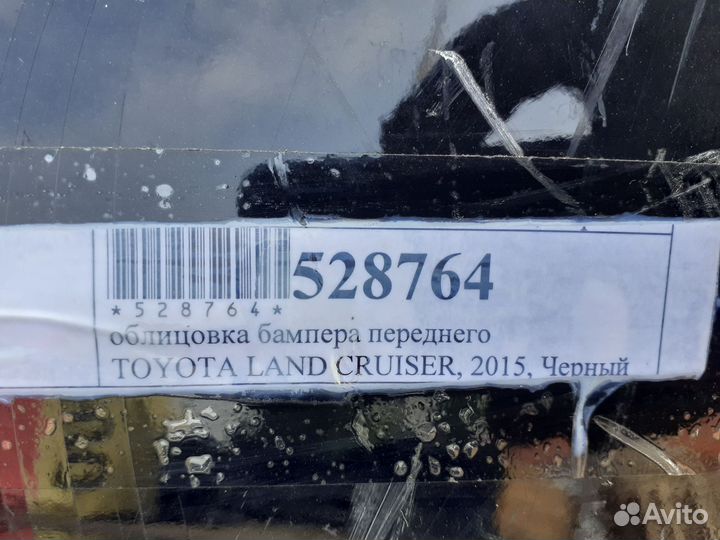 528764
*528764*
облицовка бампера переднего
TOYOTA LAND CRUISER, 2015, Черный
Avito